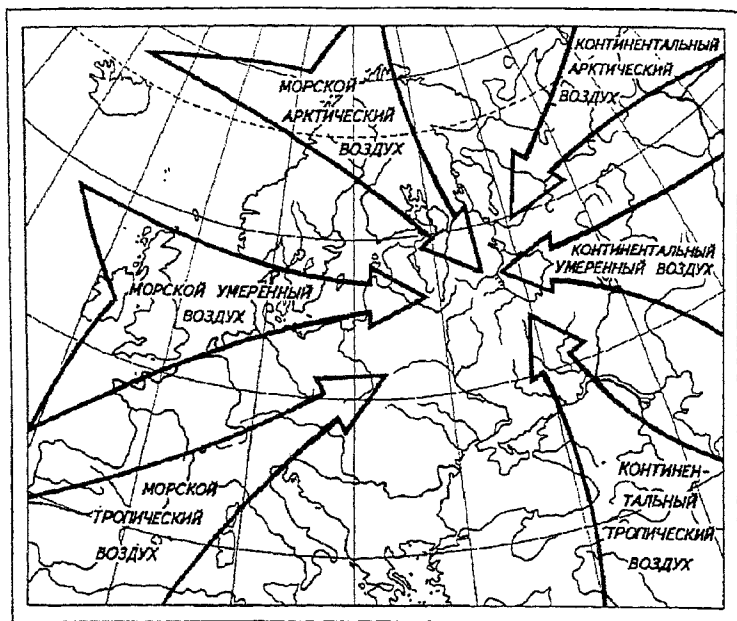 МОРСКОЙ
АРКТИЧЕСКИЙ
ВОЗДУХ
КОНТИНЕНТАЛЬНЫЙ
АРКТИЧЕСКИЙ
ВОЗДУХ
МОРСКОЙ УМЕРЕННЫЙ
ВОЗДУХ
КОНТИНЕНТАЛЬНЫЙ
УМЕРЕННЫЙ ВОЗДУХ
МОРСКОЙ
ТРОПИЧЕСКИЙ
ВОЗДУХ
КОНТИНЕН-
ТАЛЬНЫЙ
ТРОПИЧЕСКИЙ
ВОЗДУХ